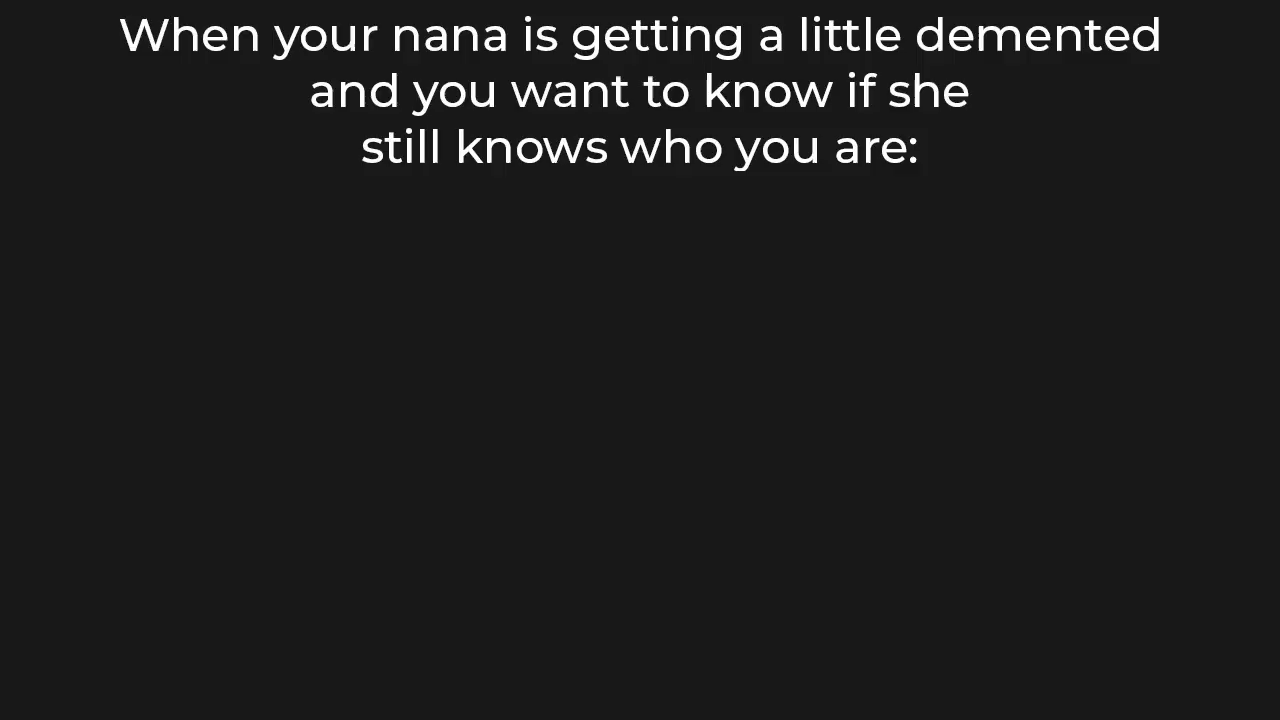 When your nana is getting a little demented
and you want to know if she
still knows who you are: